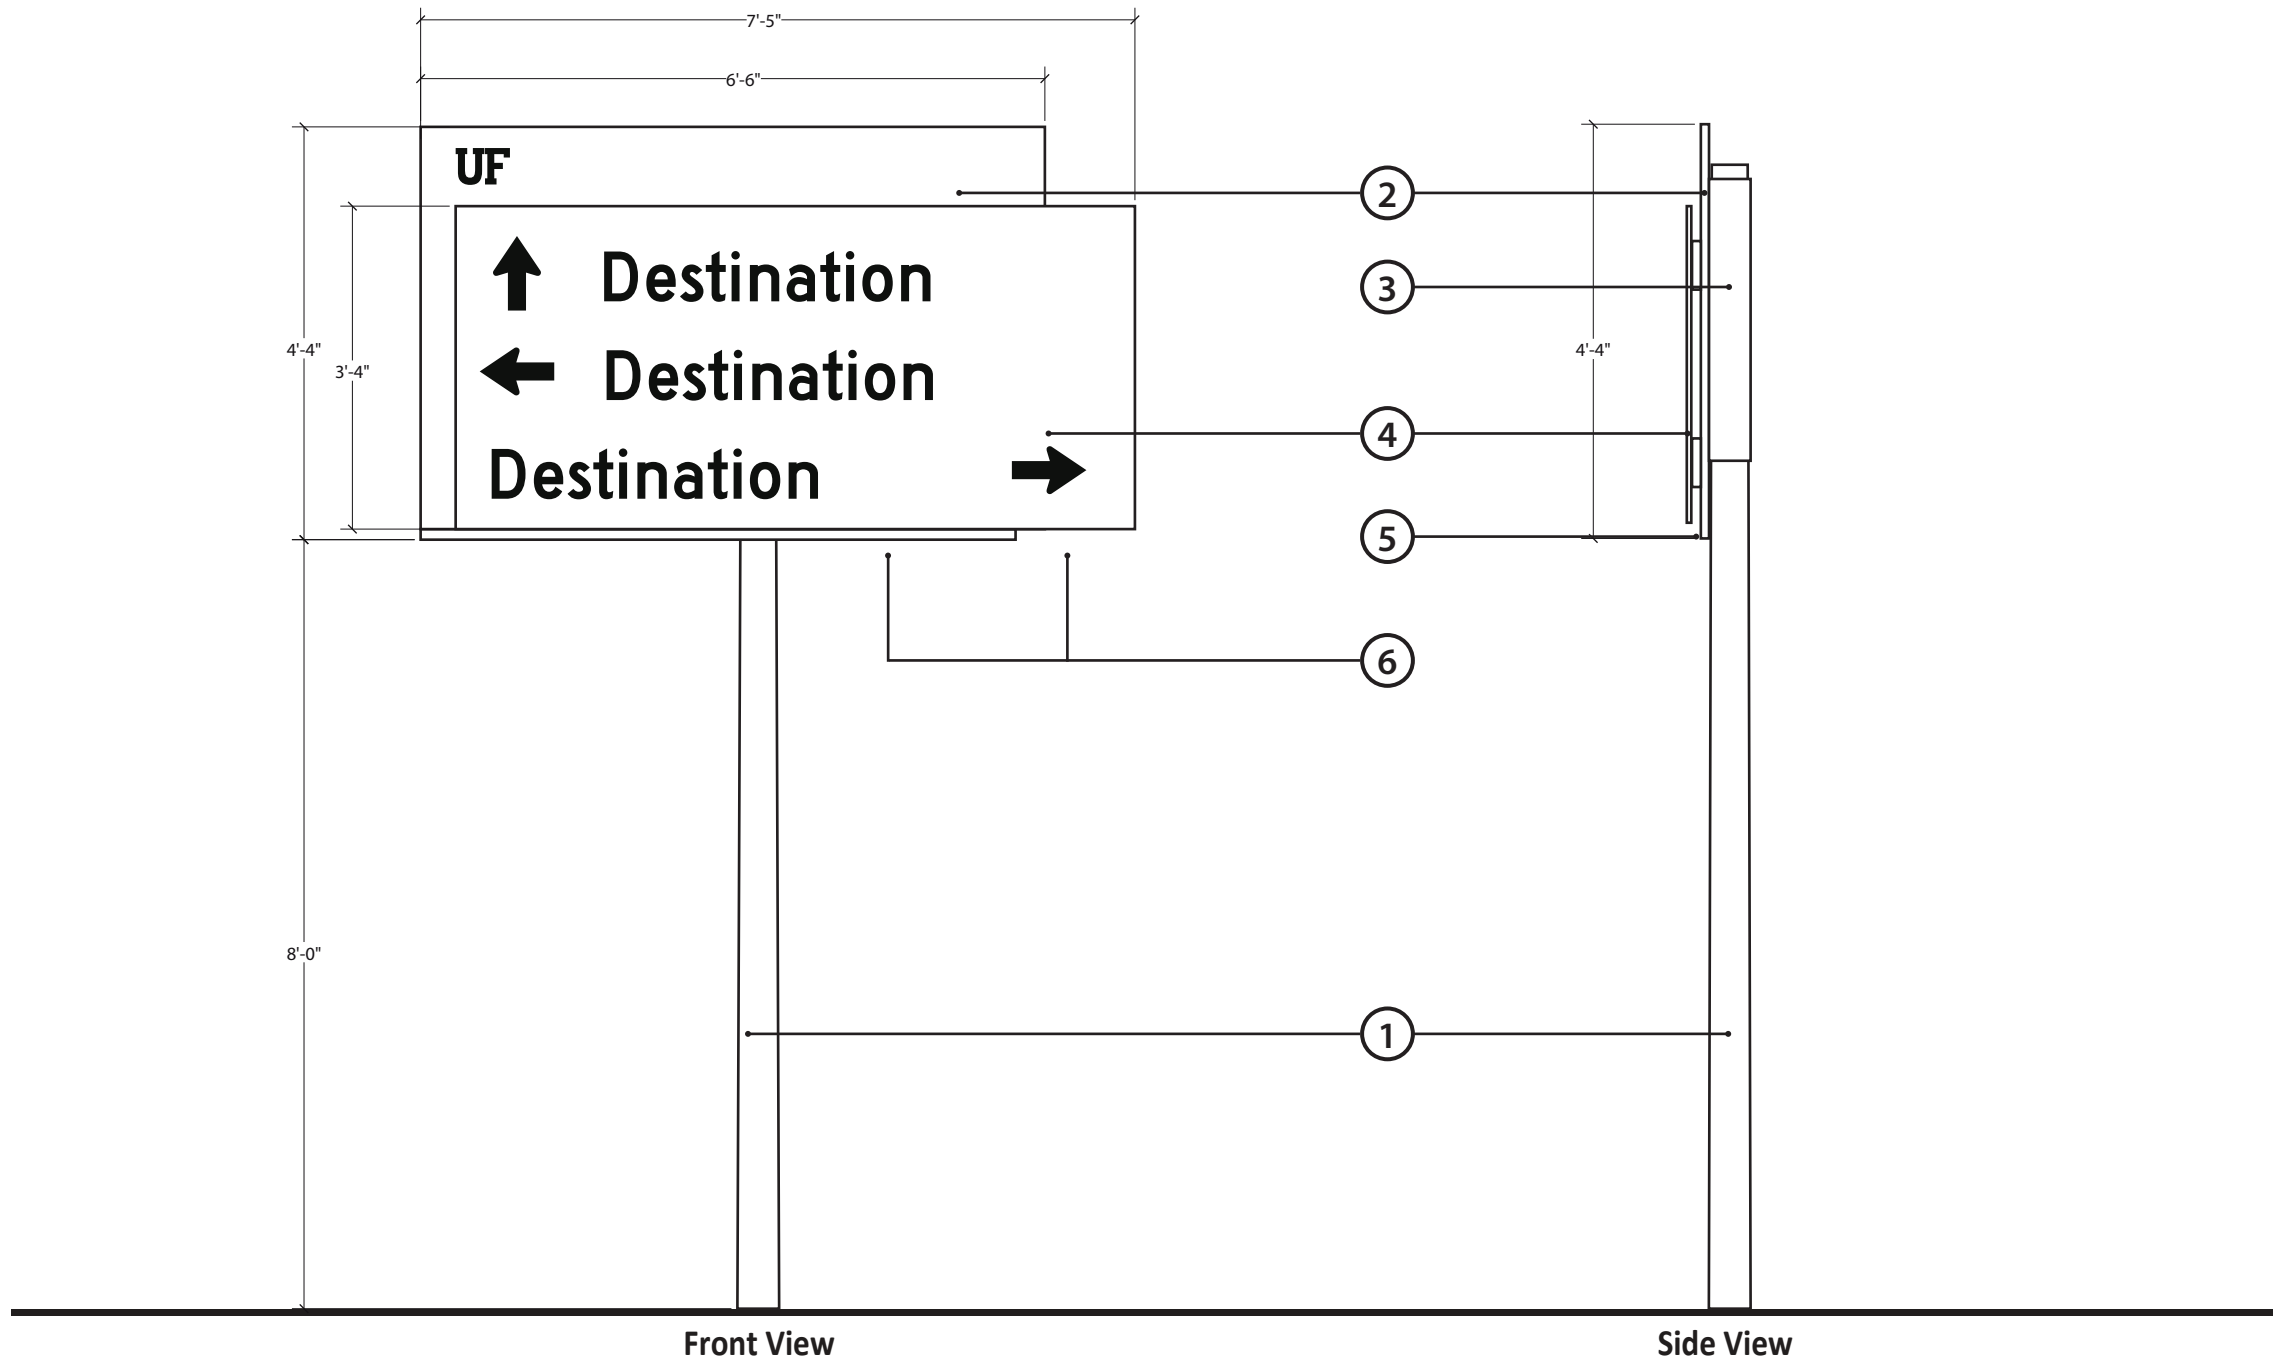 7'-5"
6'-6"
UF
2
Destination
3
4'-4"
3'-4"
Destination
4'-4"
4
Destination
5
6
8'-0"
1
Front View
Side View